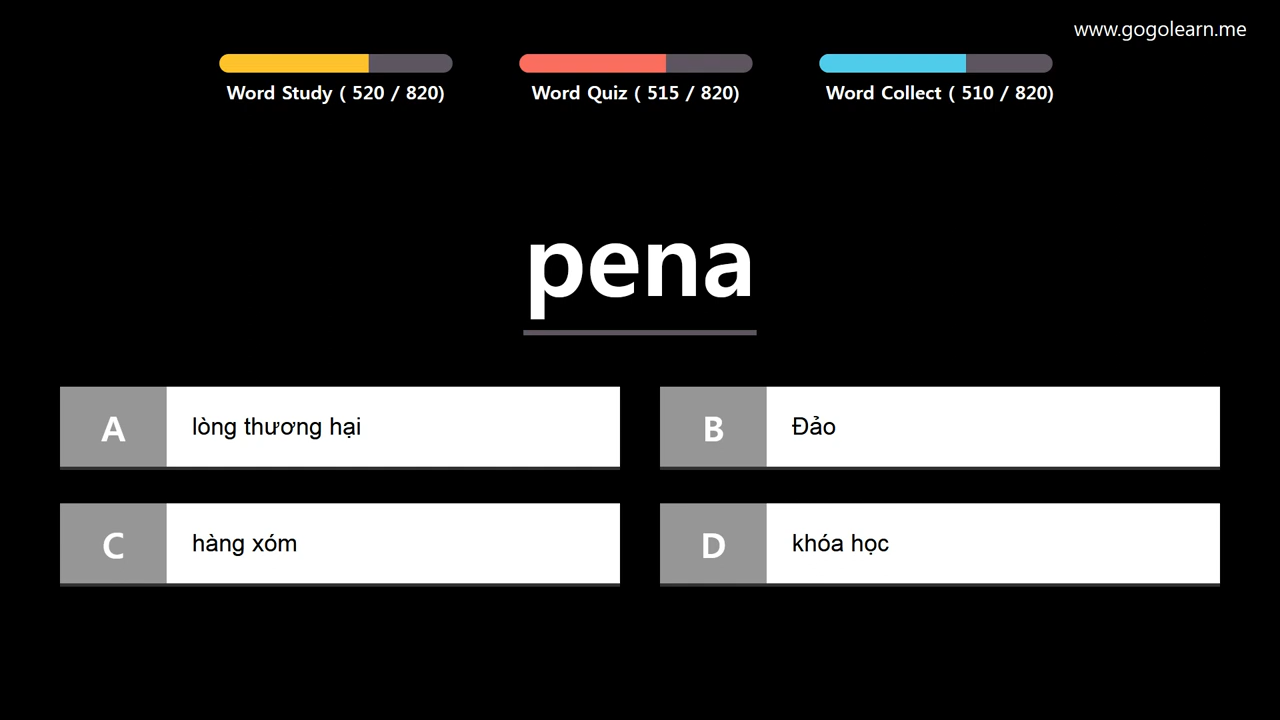 www.gogolearn.me
Word Study ( 520 / 820)
Word Quiz ( 515 / 820)
Word Collect ( 510 / 820)
pena
A lòng thương hại
B Đảo
C hàng xóm
D khóa học